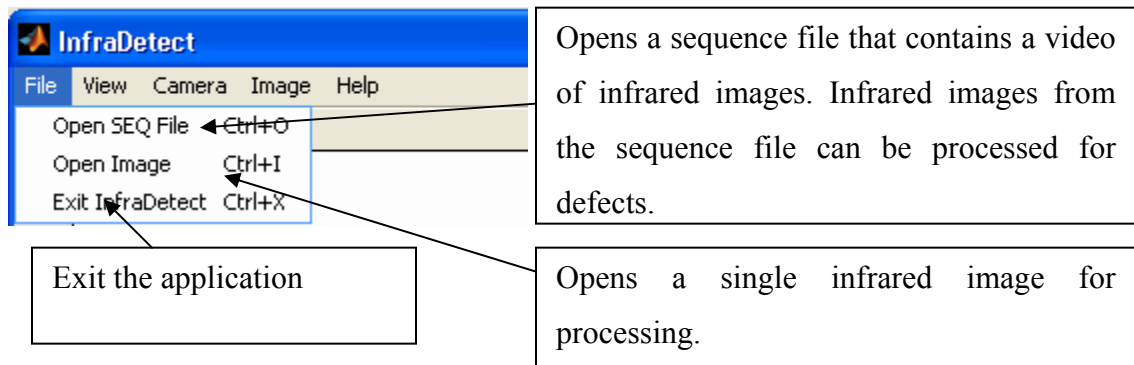 InfraDetect
File View Camera Image Help
Open SEQ File Ctrl+O
Open Image Ctrl+I
Exit InfraDetect Ctrl+X
Opens a sequence file that contains a video
of infrared images. Infrared images from
the sequence file can be processed for
defects.
Exit the application
Opens a single infrared image for
processing.